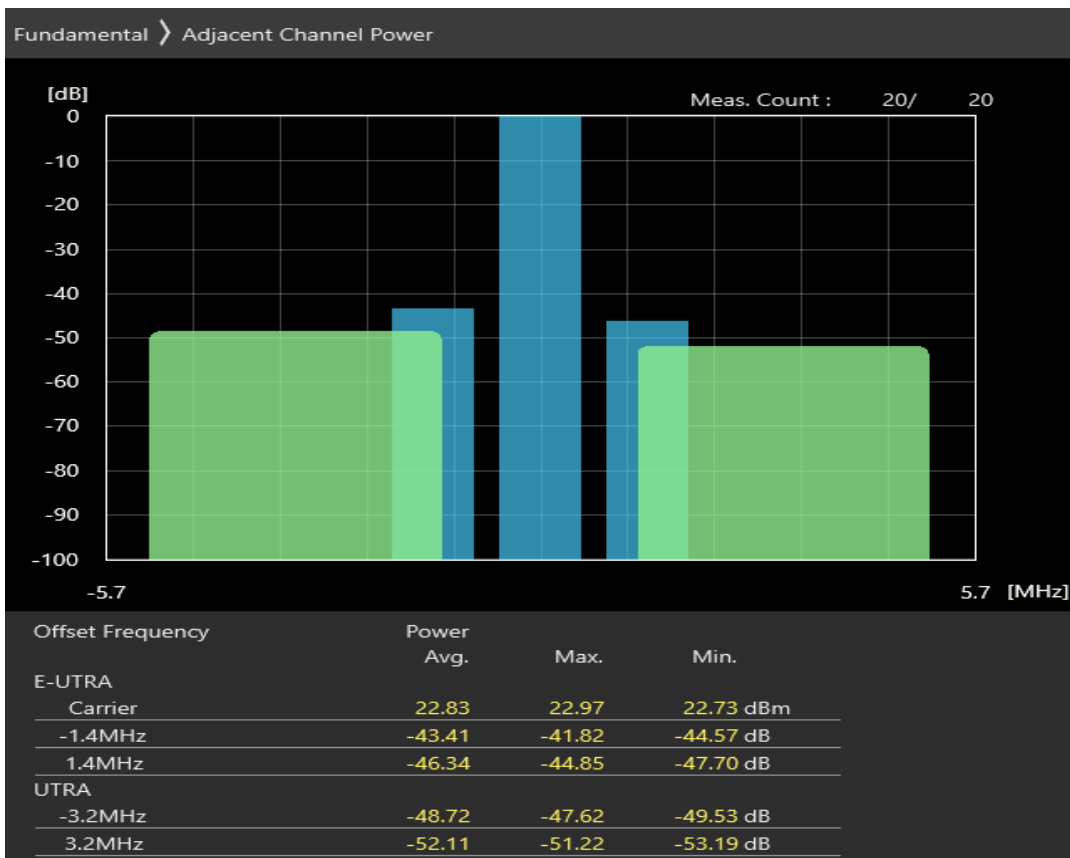 Fundamental 〉 Adjacent Channel Power
[dB]
Meas. Count : 20/ 20
0
-10
-20
-30
-40
-50
-60
-70
-80
-90
-100
-5.7 5.7 [MHz]
Offset Frequency Power
Avg. Max. Min.
E-UTRA
Carrier 22.83 22.97 22.73 dBm
-1.4MHz -43.41 -41.82 -44.57 dB
1.4MHz -46.34 -44.85 -47.70 dB
UTRA
-3.2MHz -48.72 -47.62 -49.53 dB
3.2MHz -52.11 -51.22 -53.19 dB